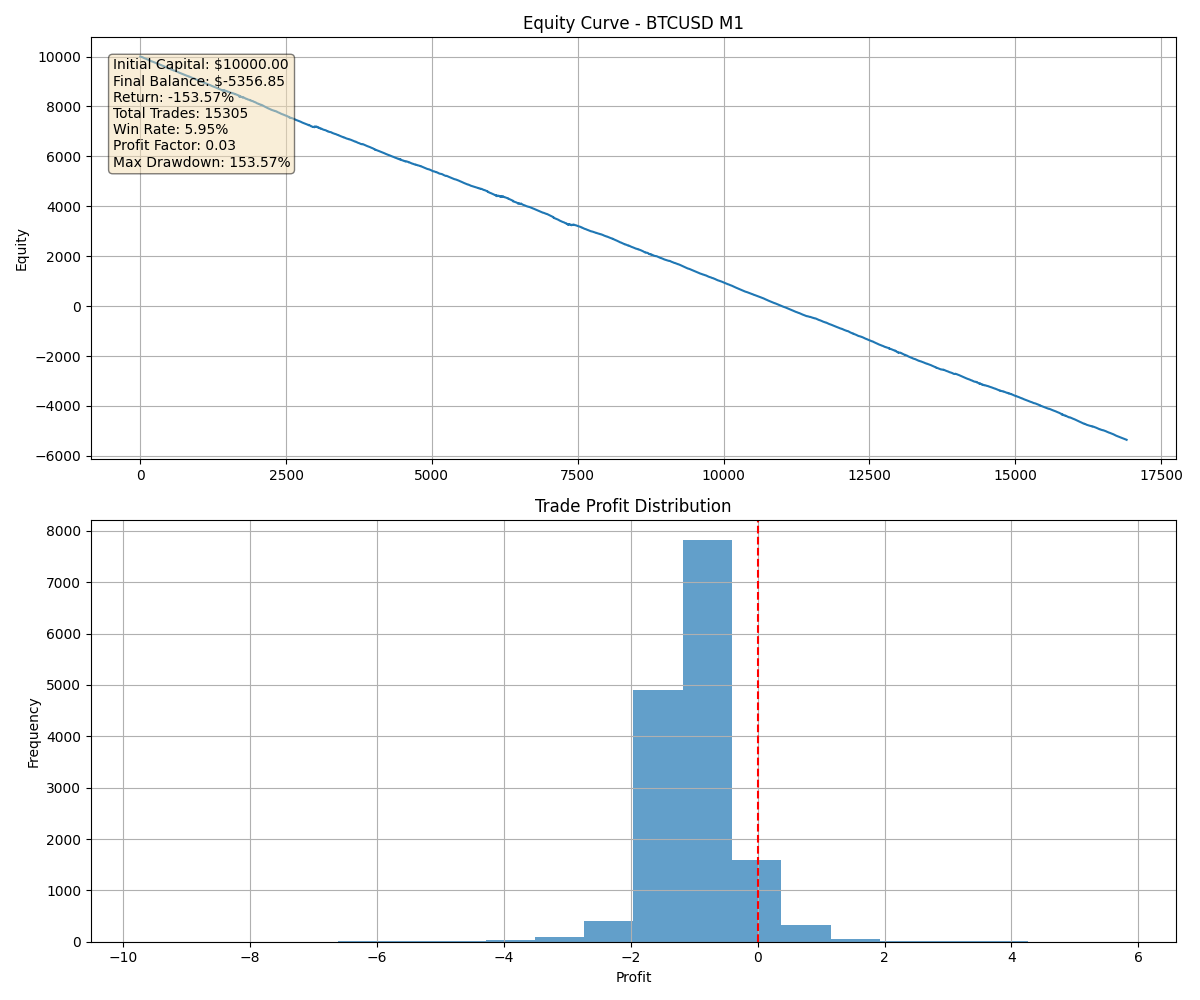 Equity Curve - BTCUSD M1
Initial Capital: $10000.00
Final Balance: $-5356.85
Return: -153.57%
Total Trades: 15305
Win Rate: 5.95%
Profit Factor: 0.03
Max Drawdown: 153.57%
10000
8000
6000
4000
2000
0
−2000
−4000
−6000
Equity
0 2500 5000 7500 10000 12500 15000 17500
Trade Profit Distribution
8000
7000
6000
5000
4000
3000
2000
1000
0
Frequency
−10 −8 −6 −4 −2 0 2 4 6
Profit